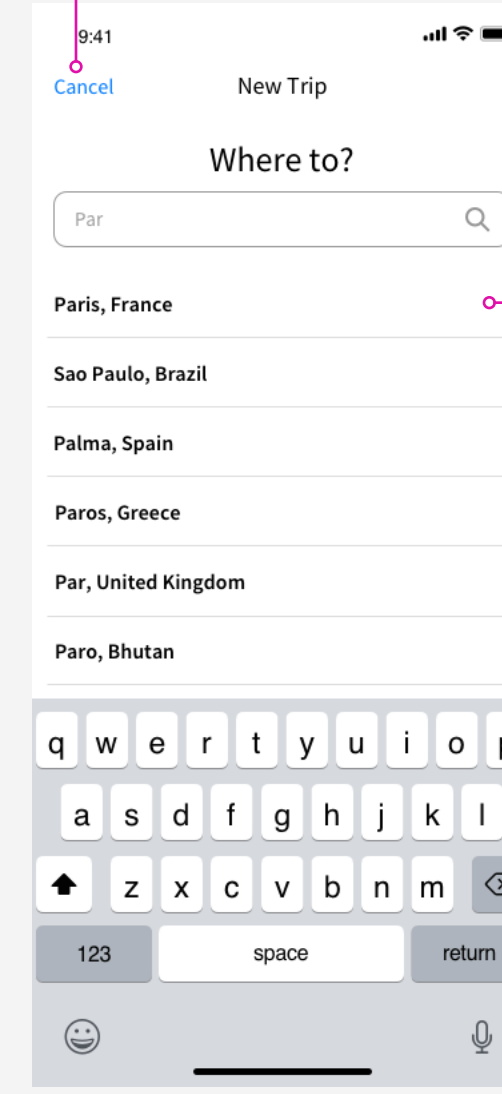 9:41
Cancel New Trip
Where to?
Par
Paris, France
Sao Paulo, Brazil
Palma, Spain
Paros, Greece
Par, United Kingdom
Paro, Bhutan
q w e r t y u i o p
a s d f g h j k l
z x c v b n m
123 space return